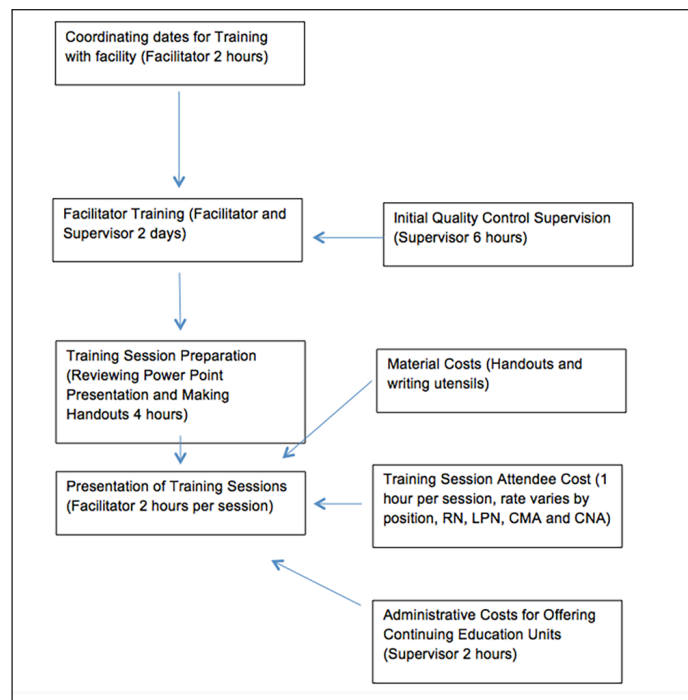 Coordinating dates for Training
with facility (Facilitator 2 hours)
Facilitator Training (Facilitator and
Supervisor 2 days)
Initial Quality Control Supervision
(Supervisor 6 hours)
Training Session Preparation
(Reviewing Power Point
Presentation and Making
Handouts 4 hours)
Material Costs (Handouts and
writing utensils)
Presentation of Training Sessions
(Facilitator 2 hours per session)
Training Session Attendee Cost (1
hour per session, rate varies by
position, RN, LPN, CMA and CNA)
Administrative Costs for Offering
Continuing Education Units
(Supervisor 2 hours)